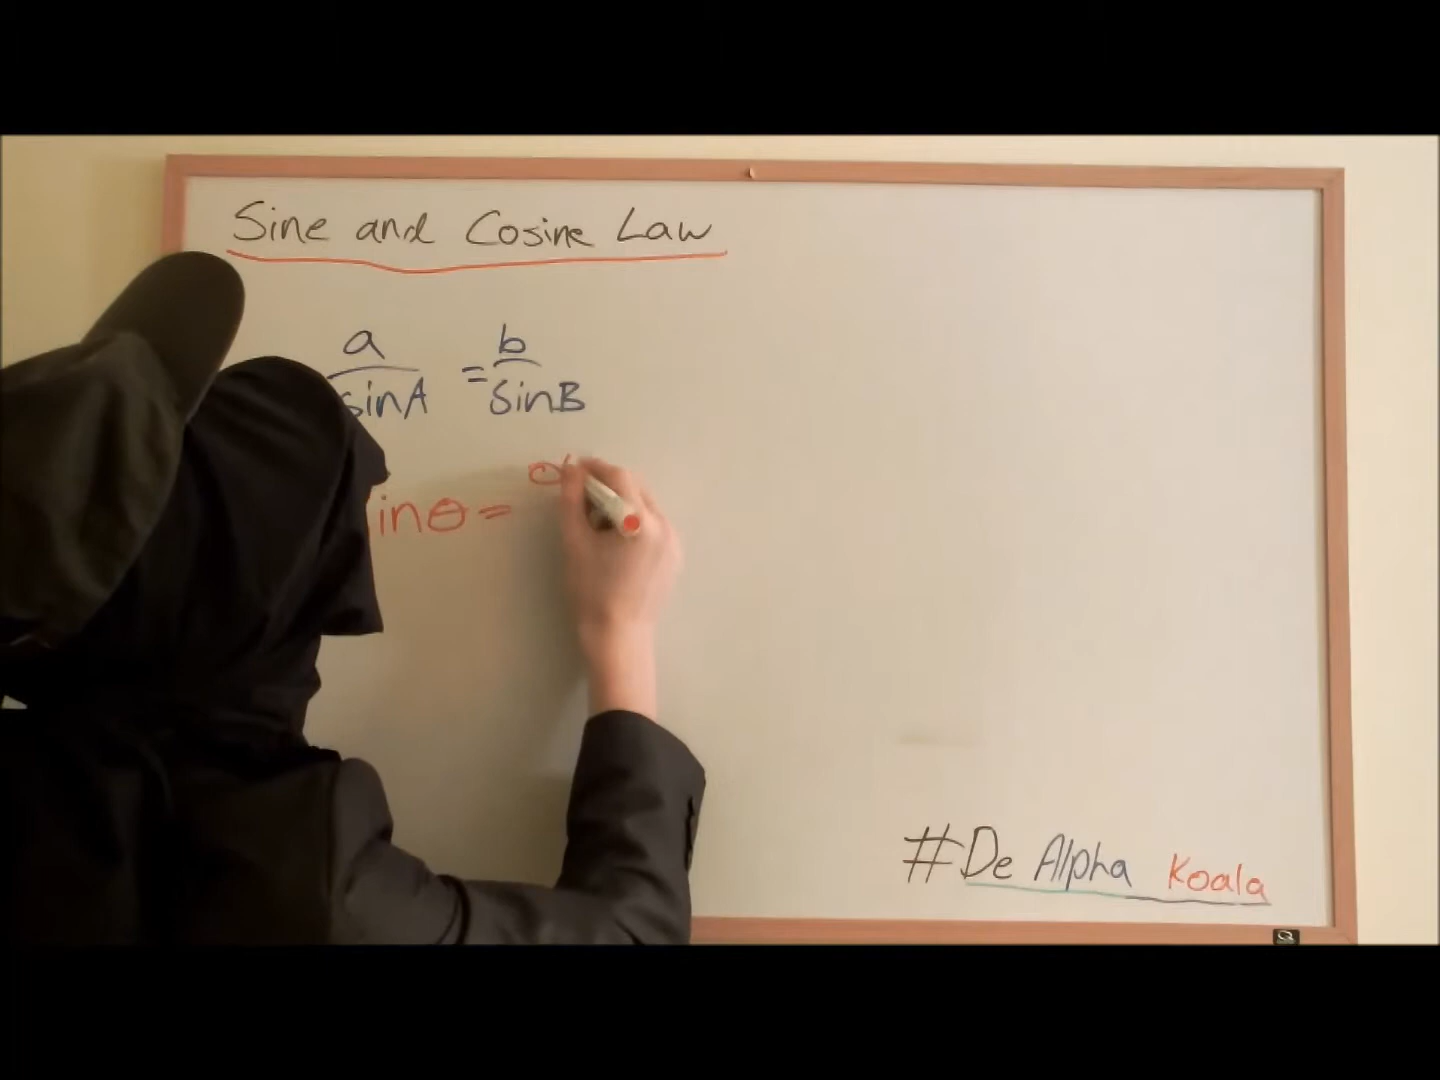 Sine and Cosine Law
a b
sinA = sinB
inθ =
#De Alpha Koala